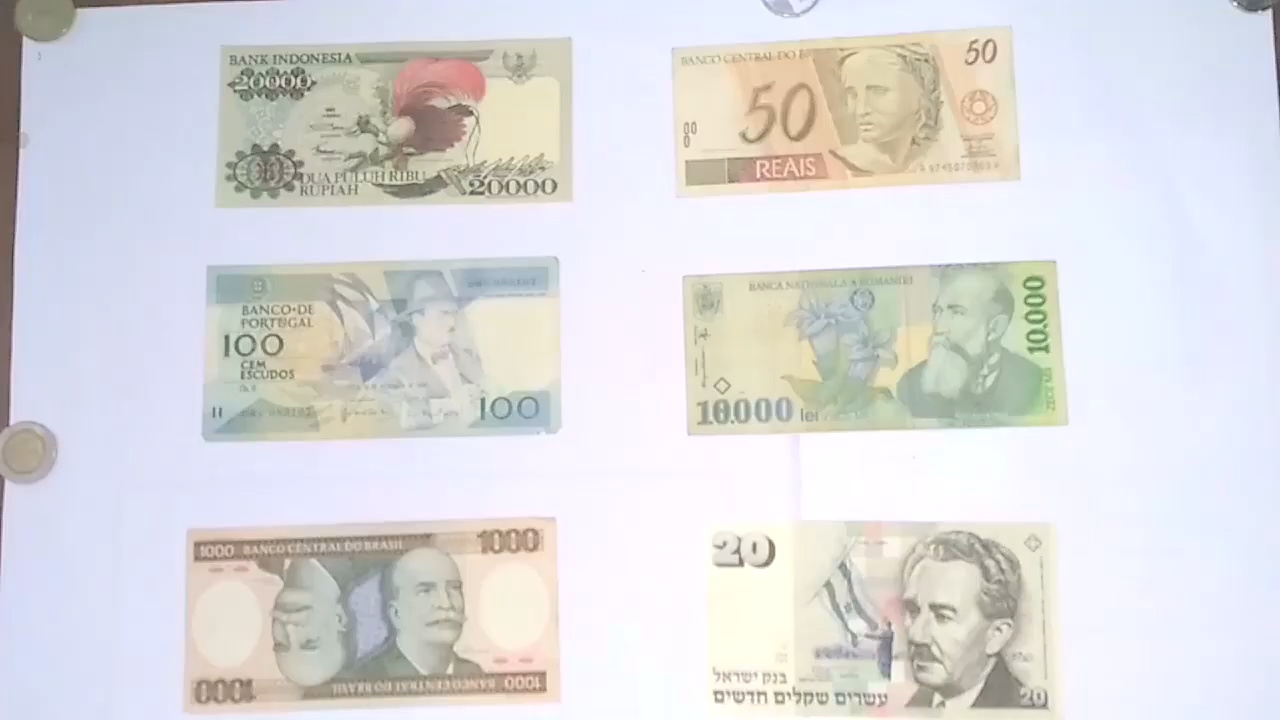 BANK INDONESIA
20000
DUA PULUH RIBU
RUPIAH
20000
BANCO CENTRAL DO B
50
50
REAIS
BANCO DE
PORTUGAL
100
CEM
ESCUDOS
100
BANCA NAŢIONALĂ A ROMÂNIEI
10.000
10.000 lei
1000 BANCO CENTRAL DO BRASIL
1000
1000
1000 BANCO CENTRAL DO BRASIL
20
בנק ישראל
עשרים שקלים חדשים
20